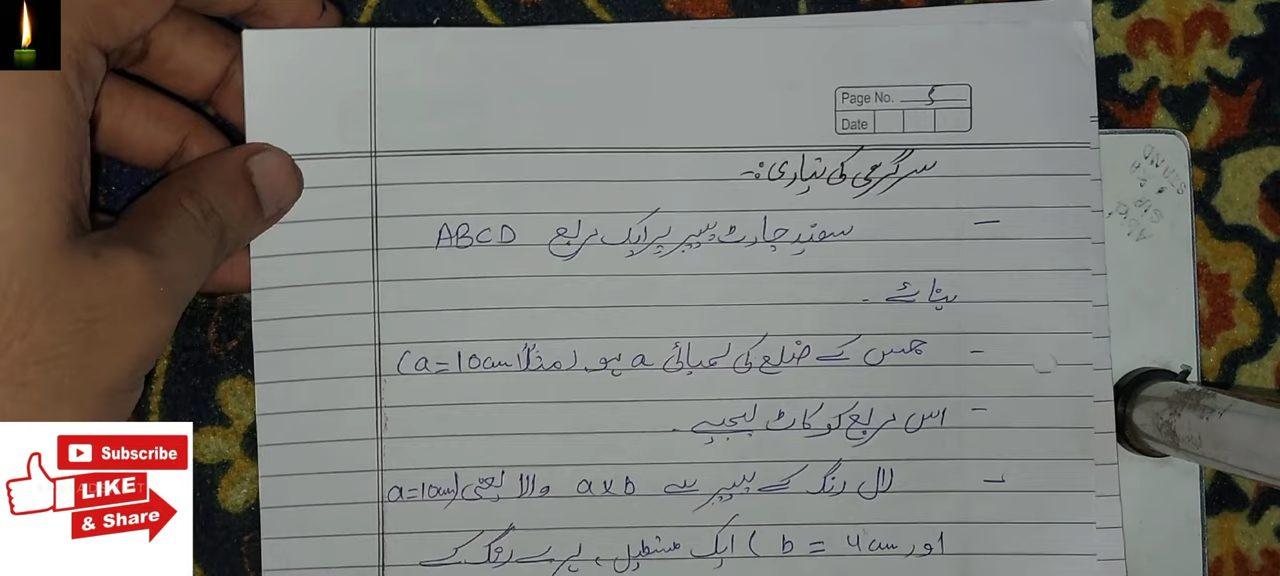 Page No. 5
Date
سرگرمی کی تیاری :-
- سفید چارٹ پیپر پر ایک مربع ABCD
بنائے -
- جس کے ضلع کی لمبائی a ہو (مثلاً a=10cm)
- اس مربع کو کاٹ لیجیے -
- لال رنگ کے پیپر سے a×b والا یعنی (a=10cm
اور b = 4cm ) ایک مستطیل، ہرے رنگ کے
Subscribe
LIKE
& Share